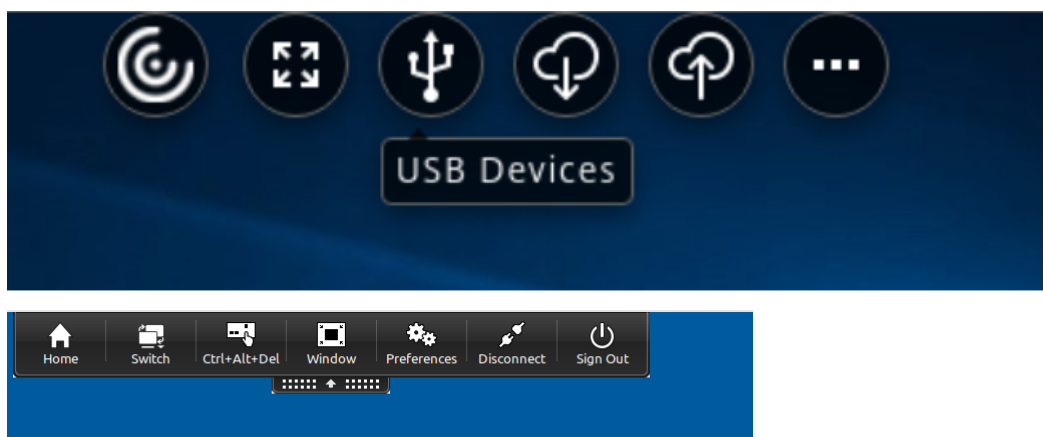 USB Devices
Home Switch Ctrl+Alt+Del Window Preferences Disconnect Sign Out